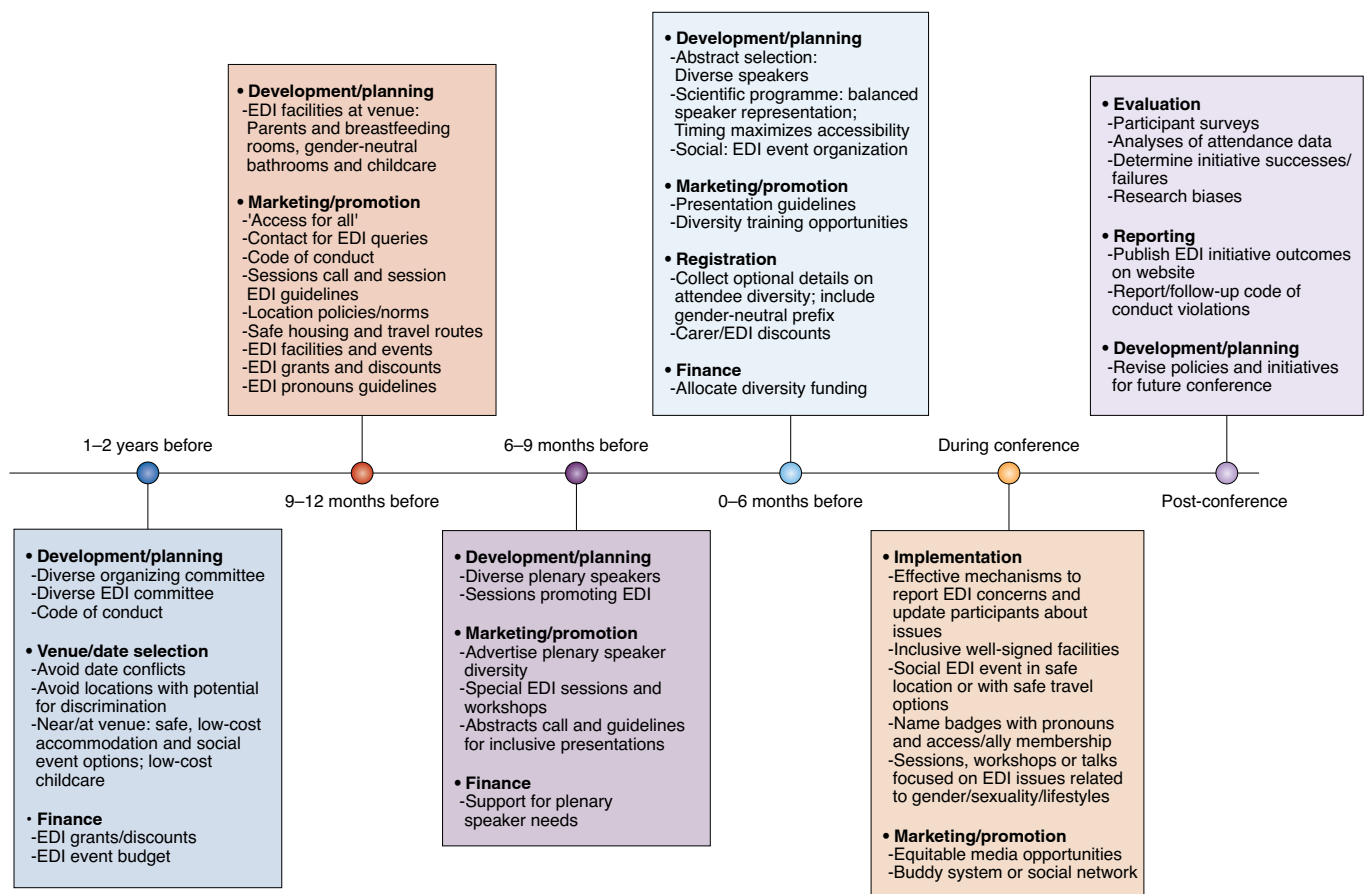 1–2 years before
• Development/planning
-Diverse organizing committee
-Diverse EDI committee
-Code of conduct
• Venue/date selection
-Avoid date conflicts
-Avoid locations with potential
for discrimination
-Near/at venue: safe, low-cost
accommodation and social
event options; low-cost
childcare
• Finance
-EDI grants/discounts
-EDI event budget
9–12 months before
• Development/planning
-EDI facilities at venue:
Parents and breastfeeding
rooms, gender-neutral
bathrooms and childcare
• Marketing/promotion
-'Access for all'
-Contact for EDI queries
-Code of conduct
-Sessions call and session
EDI guidelines
-Location policies/norms
-Safe housing and travel routes
-EDI facilities and events
-EDI grants and discounts
-EDI pronouns guidelines
6–9 months before
• Development/planning
-Diverse plenary speakers
-Sessions promoting EDI
• Marketing/promotion
-Advertise plenary speaker
diversity
-Special EDI sessions and
workshops
-Abstracts call and guidelines
for inclusive presentations
• Finance
-Support for plenary
speaker needs
0–6 months before
• Development/planning
-Abstract selection:
Diverse speakers
-Scientific programme: balanced
speaker representation;
Timing maximizes accessibility
-Social: EDI event organization
• Marketing/promotion
-Presentation guidelines
-Diversity training opportunities
• Registration
-Collect optional details on
attendee diversity; include
gender-neutral prefix
-Carer/EDI discounts
• Finance
-Allocate diversity funding
During conference
• Implementation
-Effective mechanisms to
report EDI concerns and
update participants about
issues
-Inclusive well-signed facilities
-Social EDI event in safe
location or with safe travel
options
-Name badges with pronouns
and access/ally membership
-Sessions, workshops or talks
focused on EDI issues related
to gender/sexuality/lifestyles
• Marketing/promotion
-Equitable media opportunities
-Buddy system or social network
Post-conference
• Evaluation
-Participant surveys
-Analyses of attendance data
-Determine initiative successes/
failures
-Research biases
• Reporting
-Publish EDI initiative outcomes
on website
-Report/follow-up code of
conduct violations
• Development/planning
-Revise policies and initiatives
for future conference